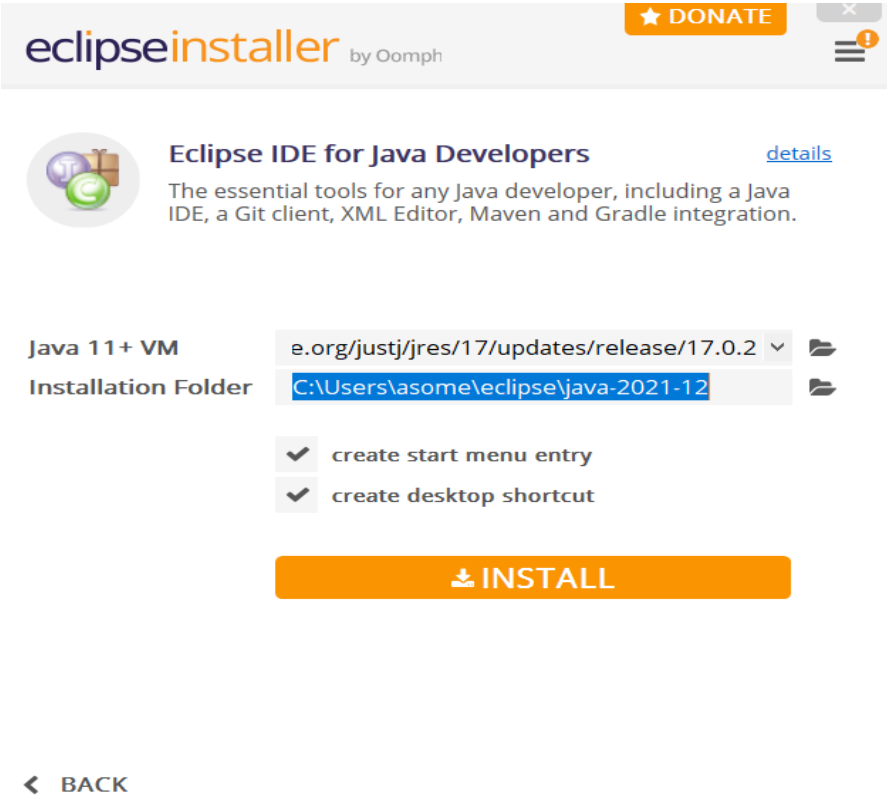 DONATE
eclipseinstaller by Oomph
Eclipse IDE for Java Developers details
The essential tools for any Java developer, including a Java
IDE, a Git client, XML Editor, Maven and Gradle integration.
Java 11+ VM e.org/justj/jres/17/updates/release/17.0.2
Installation Folder C:\Users\asome\eclipse\java-2021-12
create start menu entry
create desktop shortcut
INSTALL
BACK